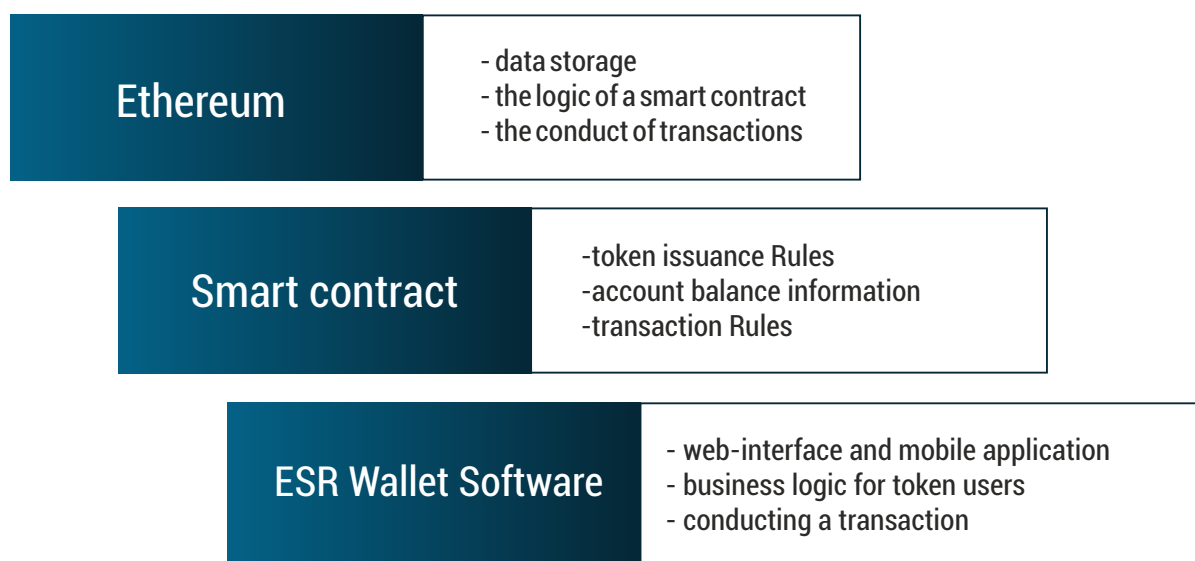 Ethereum
- data storage
- the logic of a smart contract
- the conduct of transactions
Smart contract
-token issuance Rules
-account balance information
-transaction Rules
ESR Wallet Software
- web-interface and mobile application
- business logic for token users
- conducting a transaction